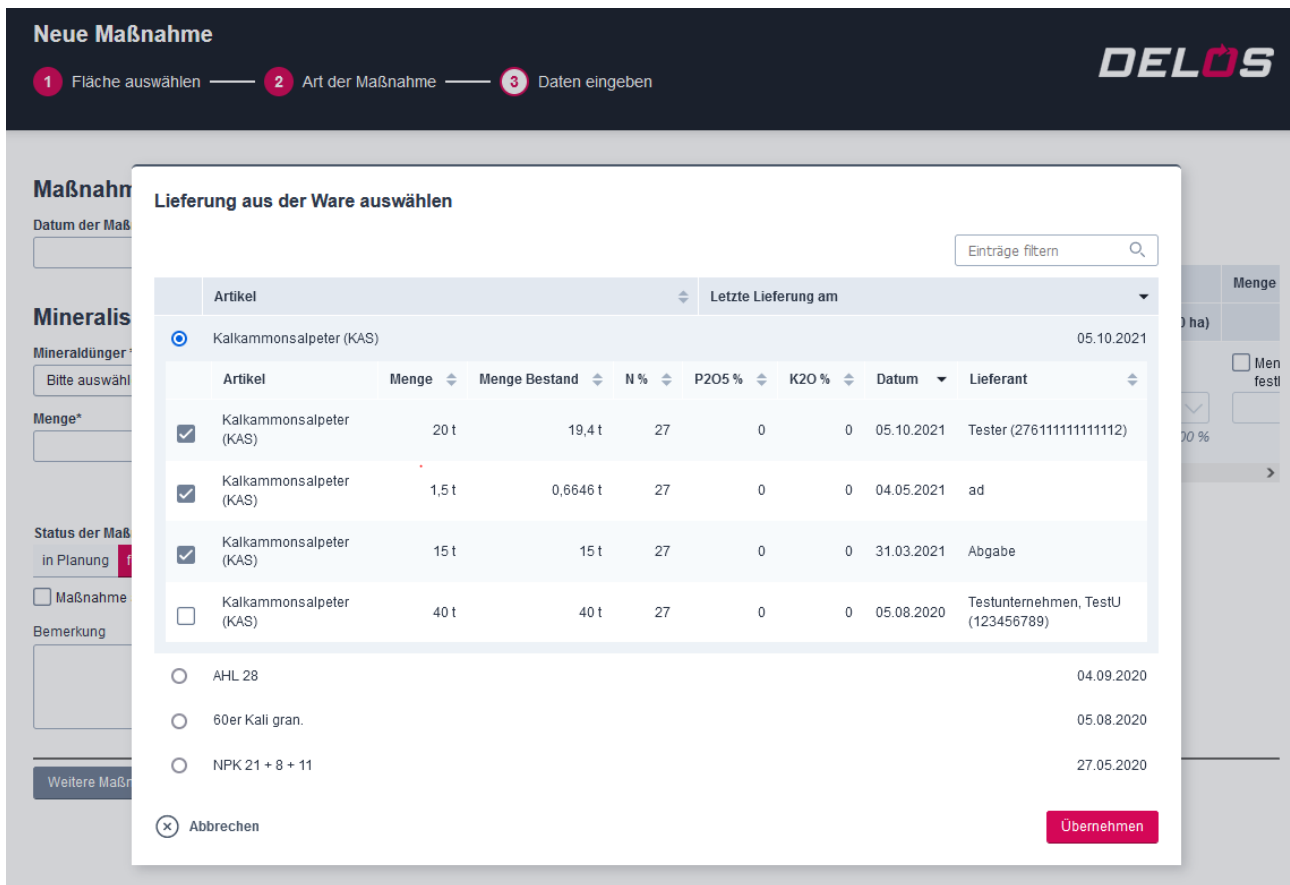 Neue Maßnahme
DELOS
1 Fläche auswählen 2 Art der Maßnahme 3 Daten eingeben
Maßnahm
Lieferung aus der Ware auswählen
Datum der Maß
Einträge filtern
Artikel Letzte Lieferung am
Menge
Mineralis
Kalkammonsalpeter (KAS) 05.10.2021
0 ha)
Mineraldünger *
Bitte auswähl
Artikel Menge Menge Bestand N % P2O5 % K2O % Datum Lieferant
Men
festl
Menge*
Kalkammonsalpeter
(KAS) 20 t 19,4 t 27 0 0 05.10.2021 Tester (276111111111112)
00 %
Kalkammonsalpeter
(KAS) 1,5 t 0,6646 t 27 0 0 04.05.2021 ad
Status der Maß
in Planung f
Kalkammonsalpeter
(KAS) 15 t 15 t 27 0 0 31.03.2021 Abgabe
Maßnahme
Bemerkung
Kalkammonsalpeter
(KAS) 40 t 40 t 27 0 0 05.08.2020 Testunternehmen, TestU
(123456789)
AHL 28 04.09.2020
60er Kali gran. 05.08.2020
NPK 21 + 8 + 11 27.05.2020
Weitere Maßn
Abbrechen Übernehmen